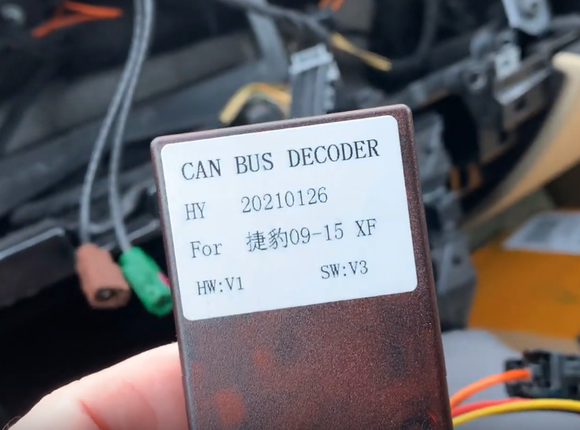 CAN BUS DECODER
HY 20210126
For 捷豹09-15 XF
HW:V1 SW:V3